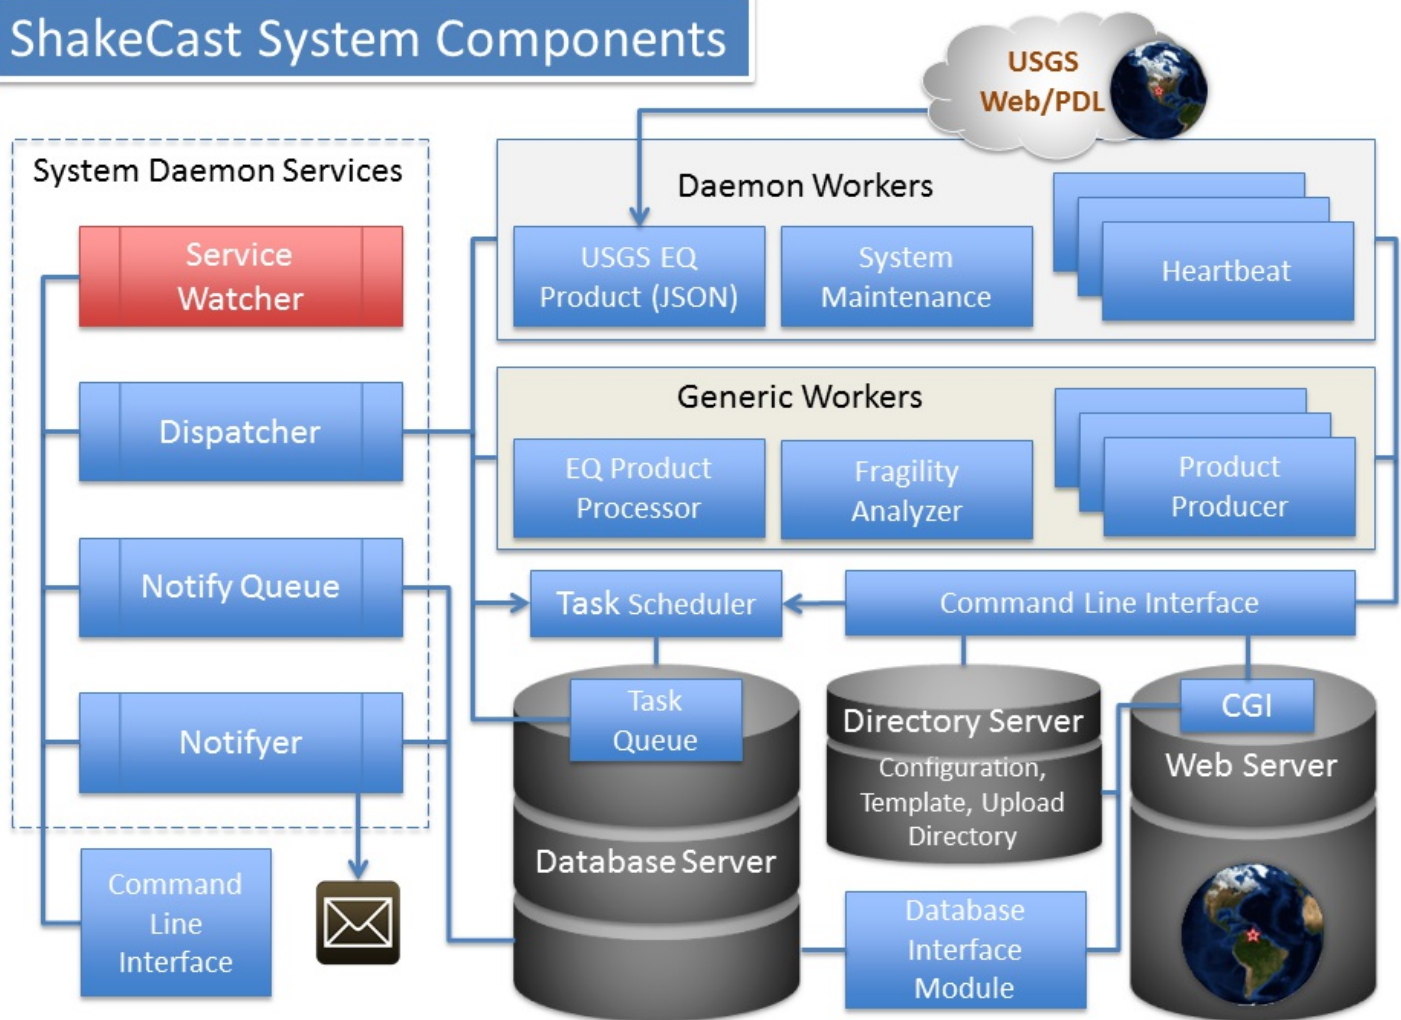 ShakeCast System Components
USGS
Web/PDL
System Daemon Services
Service
Watcher
Dispatcher
Notify Queue
Notifyer
Command
Line
Interface
Daemon Workers
USGS EQ
Product (JSON)
System
Maintenance
Heartbeat
Generic Workers
EQ Product
Processor
Fragility
Analyzer
Product
Producer
Task Scheduler
Command Line Interface
Task
Queue
Database Server
Directory Server
Configuration,
Template, Upload
Directory
CGI
Web Server
Database
Interface
Module